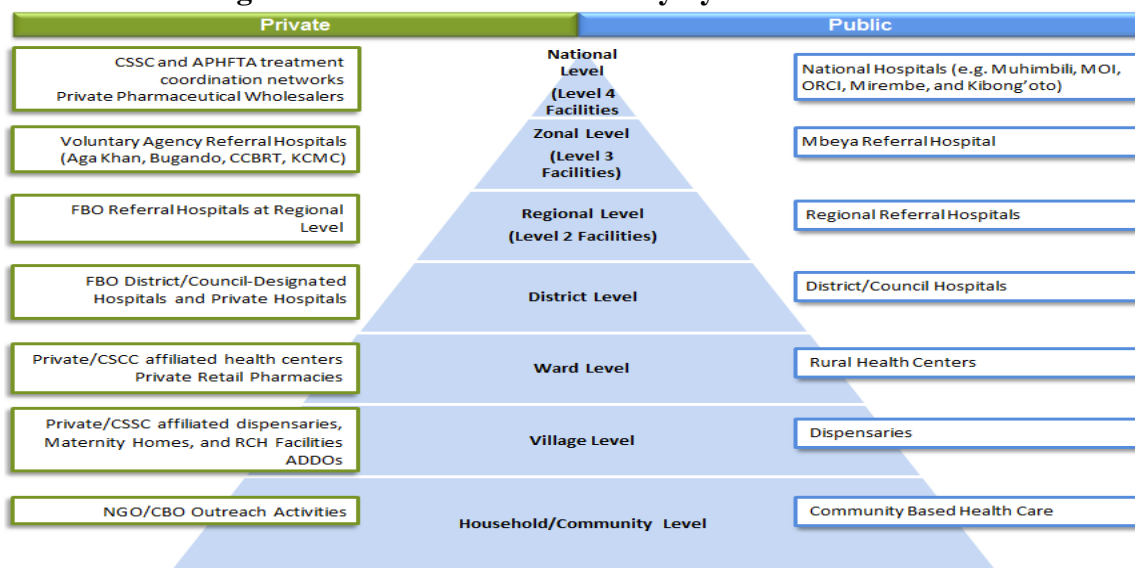 Private
Public
CSSC and APHFTA treatment
coordination networks
Private Pharmaceutical Wholesalers
National
Level
(Level 4
Facilities
National Hospitals (e.g. Muhimbili, MOI,
ORCI, Mirembe, and Kibong'oto)
Voluntary Agency Referral Hospitals
(Aga Khan, Bugando, CCBRT, KCMC)
Zonal Level
(Level 3
Facilities)
Mbeya Referral Hospital
FBO Referral Hospitals at Regional
Level
Regional Level
(Level 2 Facilities)
Regional Referral Hospitals
FBO District/Council-Designated
Hospitals and Private Hospitals
District Level
District/Council Hospitals
Private/CSCC affiliated health centers
Private Retail Pharmacies
Ward Level
Rural Health Centers
Private/CSSC affiliated dispensaries,
Maternity Homes, and RCH Facilities
ADDOs
Village Level
Dispensaries
NGO/CBO Outreach Activities
Household/Community Level
Community Based Health Care